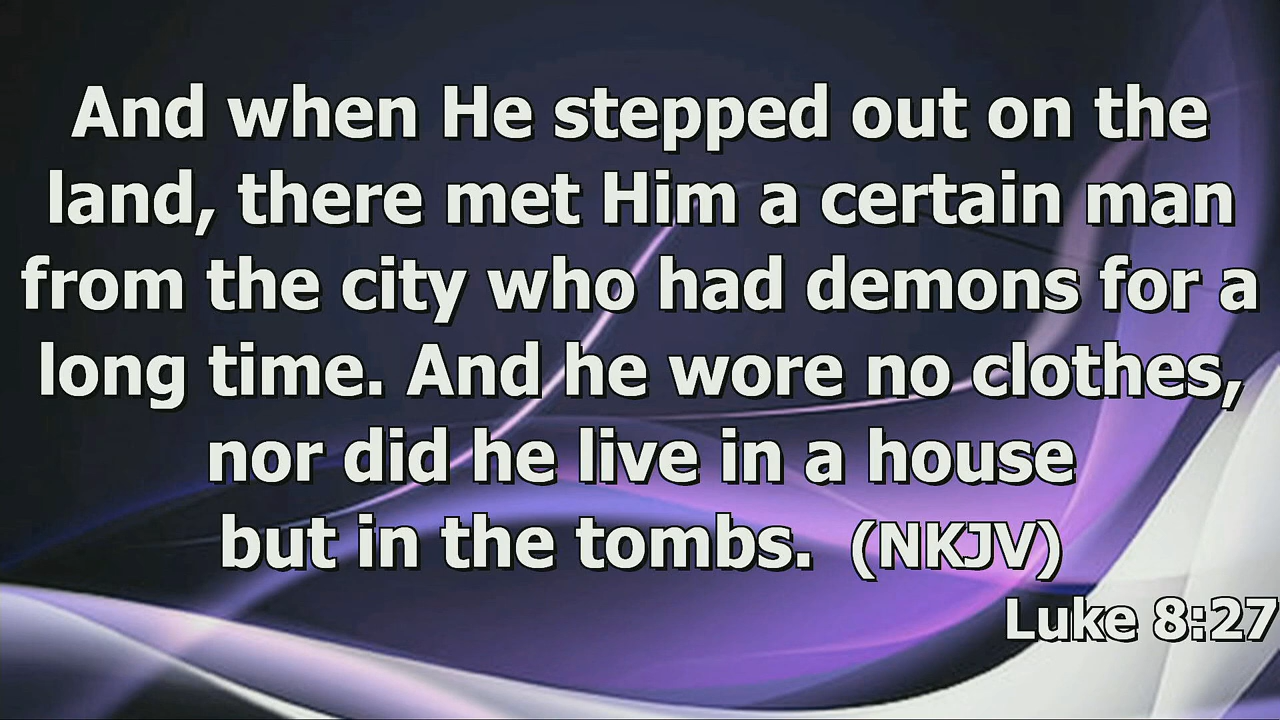 And when He stepped out on the
land, there met Him a certain man
from the city who had demons for a
long time. And he wore no clothes,
nor did he live in a house
but in the tombs. (NKJV)
Luke 8:27